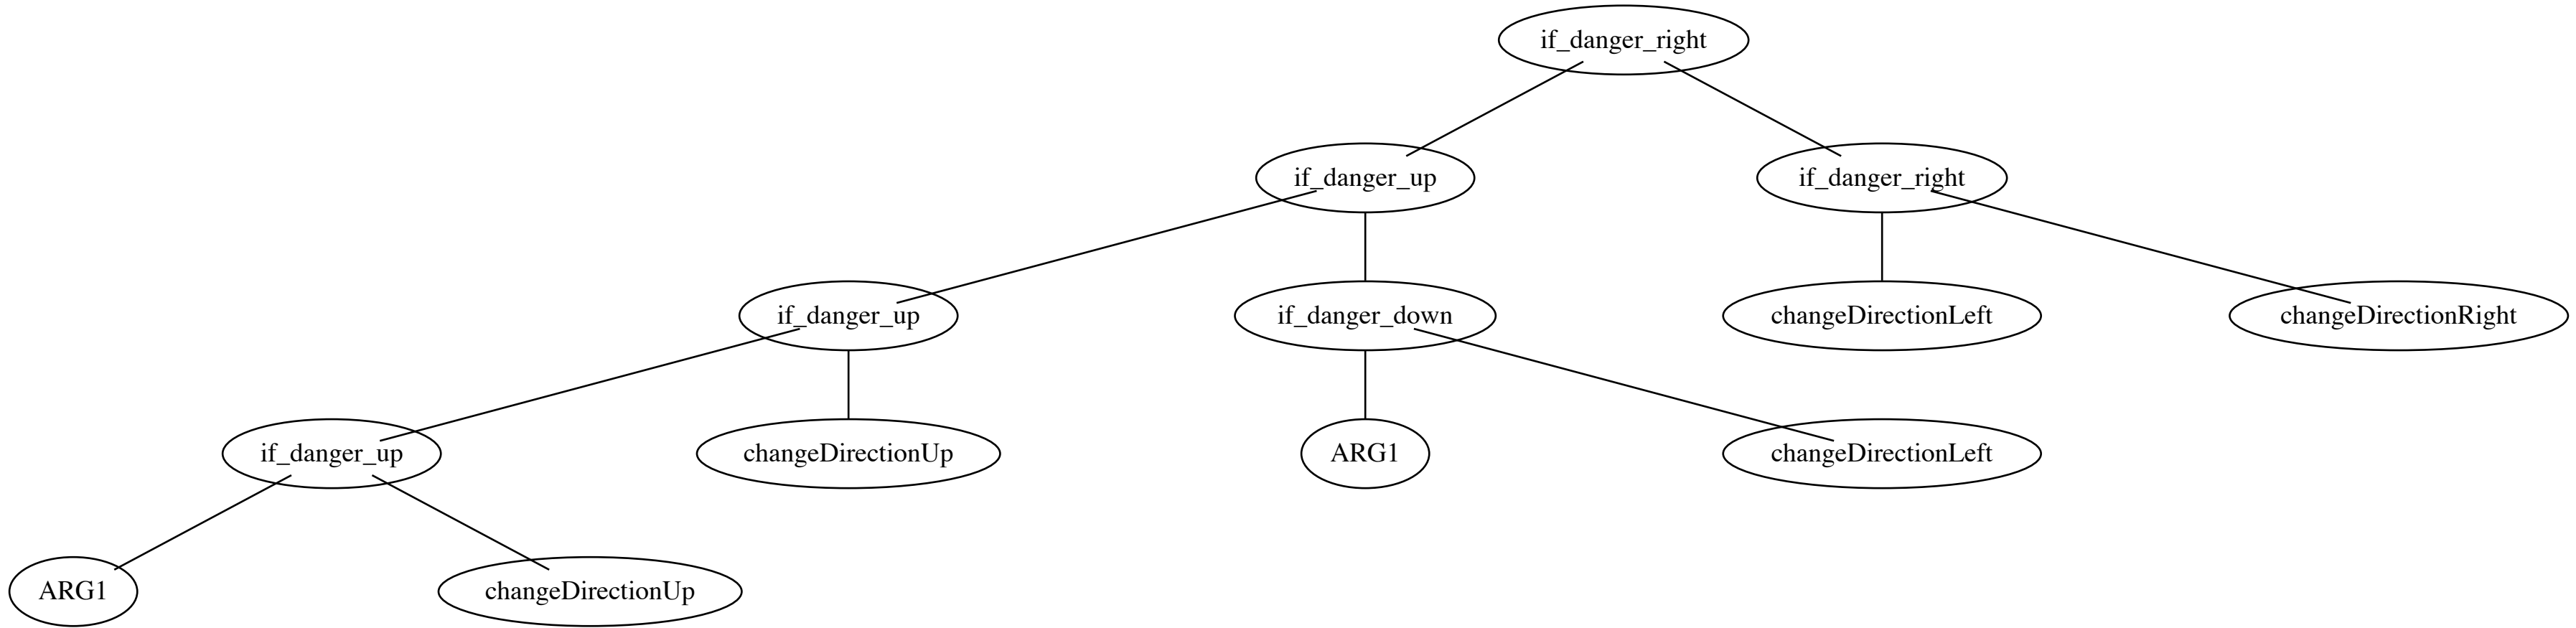 if_danger_right
if_danger_up
if_danger_right
if_danger_up
if_danger_down
changeDirectionLeft
changeDirectionRight
if_danger_up
changeDirectionUp
ARG1
changeDirectionLeft
ARG1
changeDirectionUp